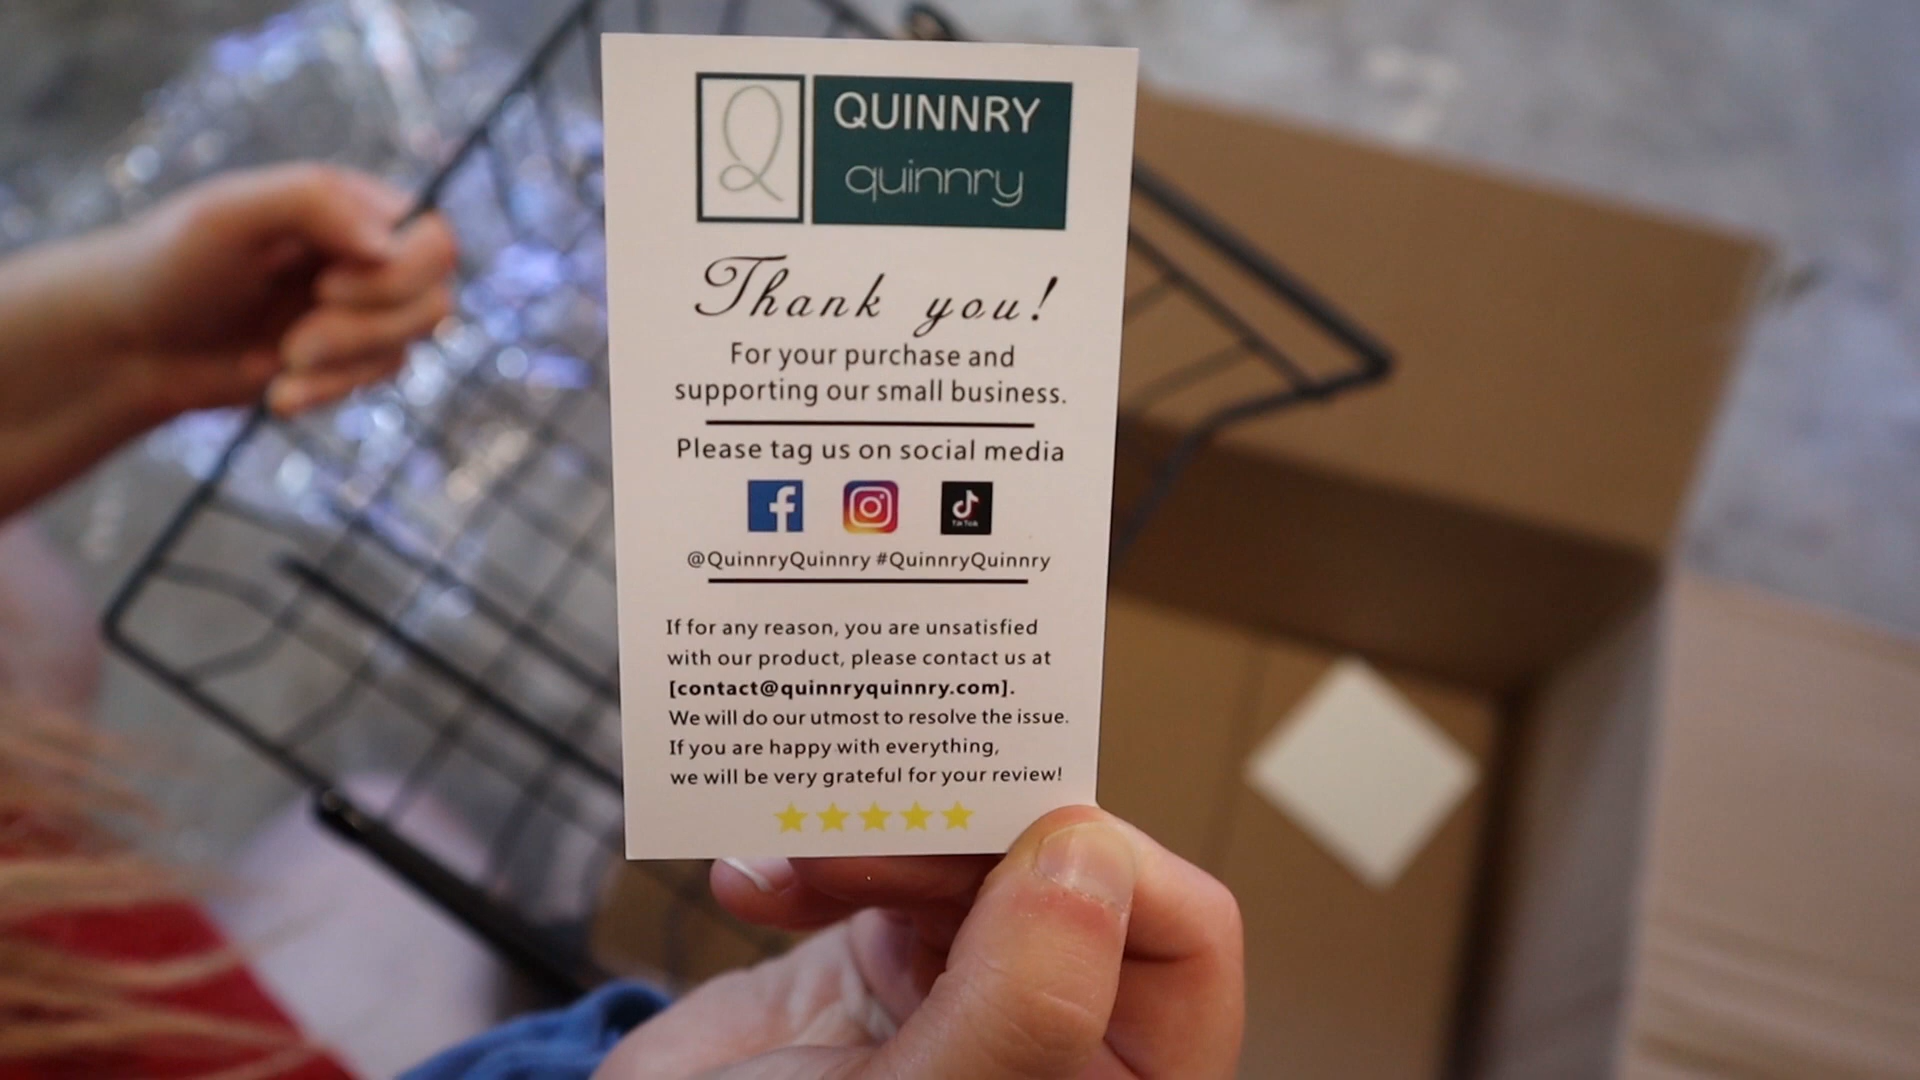 Q
QUINNRY
quinnry
Thank you!
For your purchase and
supporting our small business.
Please tag us on social media
f
TikTok
@QuinnryQuinnry #QuinnryQuinnry
If for any reason, you are unsatisfied
with our product, please contact us at
[contact@quinnryquinnry.com].
We will do our utmost to resolve the issue.
If you are happy with everything,
we will be very grateful for your review!